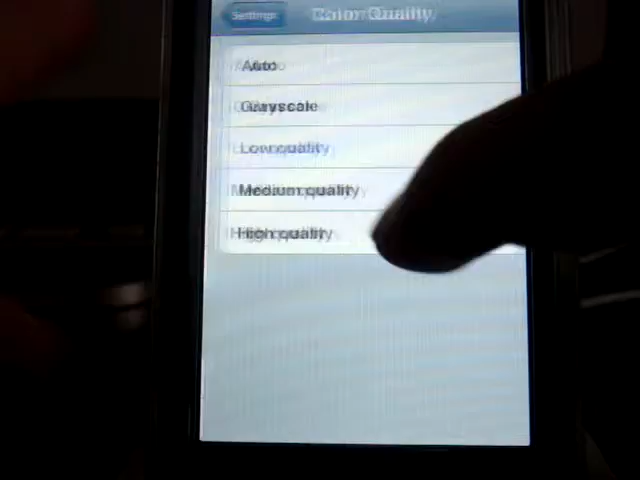 Settings
Color Quality
Auto
Grayscale
Low quality
Medium quality
High quality